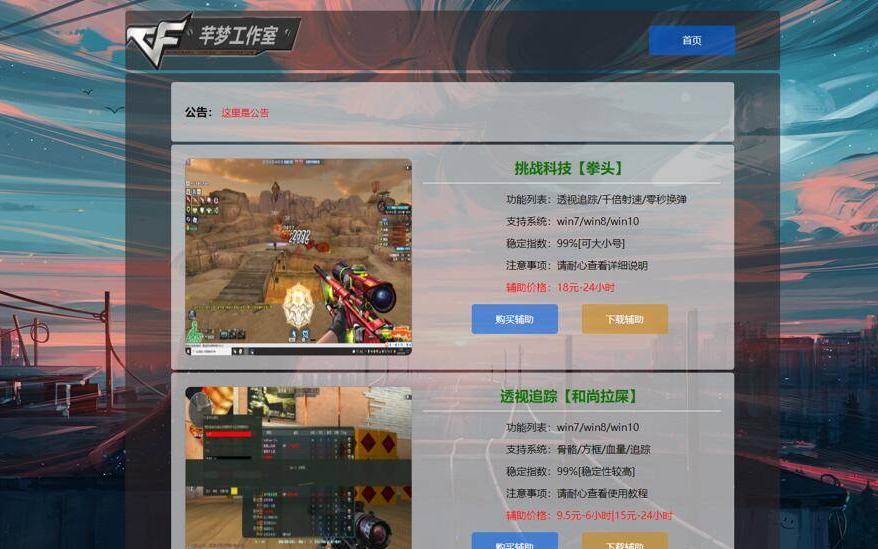 CF 芊梦工作室
首页
公告： 这里是公告
挑战科技【拳头】
功能列表：透视追踪/千倍射速/零秒换弹
支持系统：win7/win8/win10
稳定指数：99%[可大小号]
注意事项：请耐心查看详细说明
辅助价格：18元-24小时
购买辅助
下载辅助
透视追踪【和尚拉屎】
功能列表：win7/win8/win10
支持系统：骨骼/方框/血量/追踪
稳定指数：99%[稳定性较高]
注意事项：请耐心查看使用教程
辅助价格：9.5元-6小时|15元-24小时
购买辅助
下载辅助